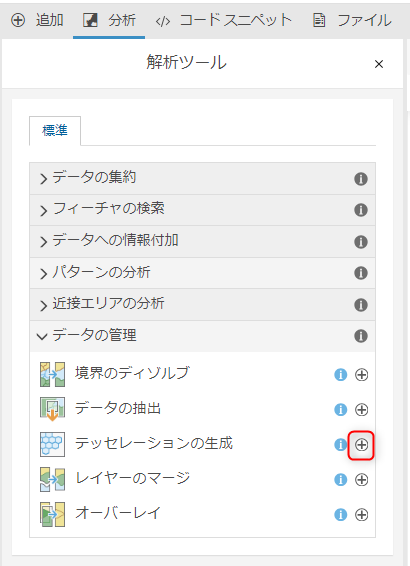 追加 分析 コード スニペット ファイル
解析ツール
標準
データの集約
フィーチャの検索
データへの情報付加
パターンの分析
近接エリアの分析
データの管理
境界のディゾルブ
データの抽出
テッセレーションの生成
レイヤーのマージ
オーバーレイ